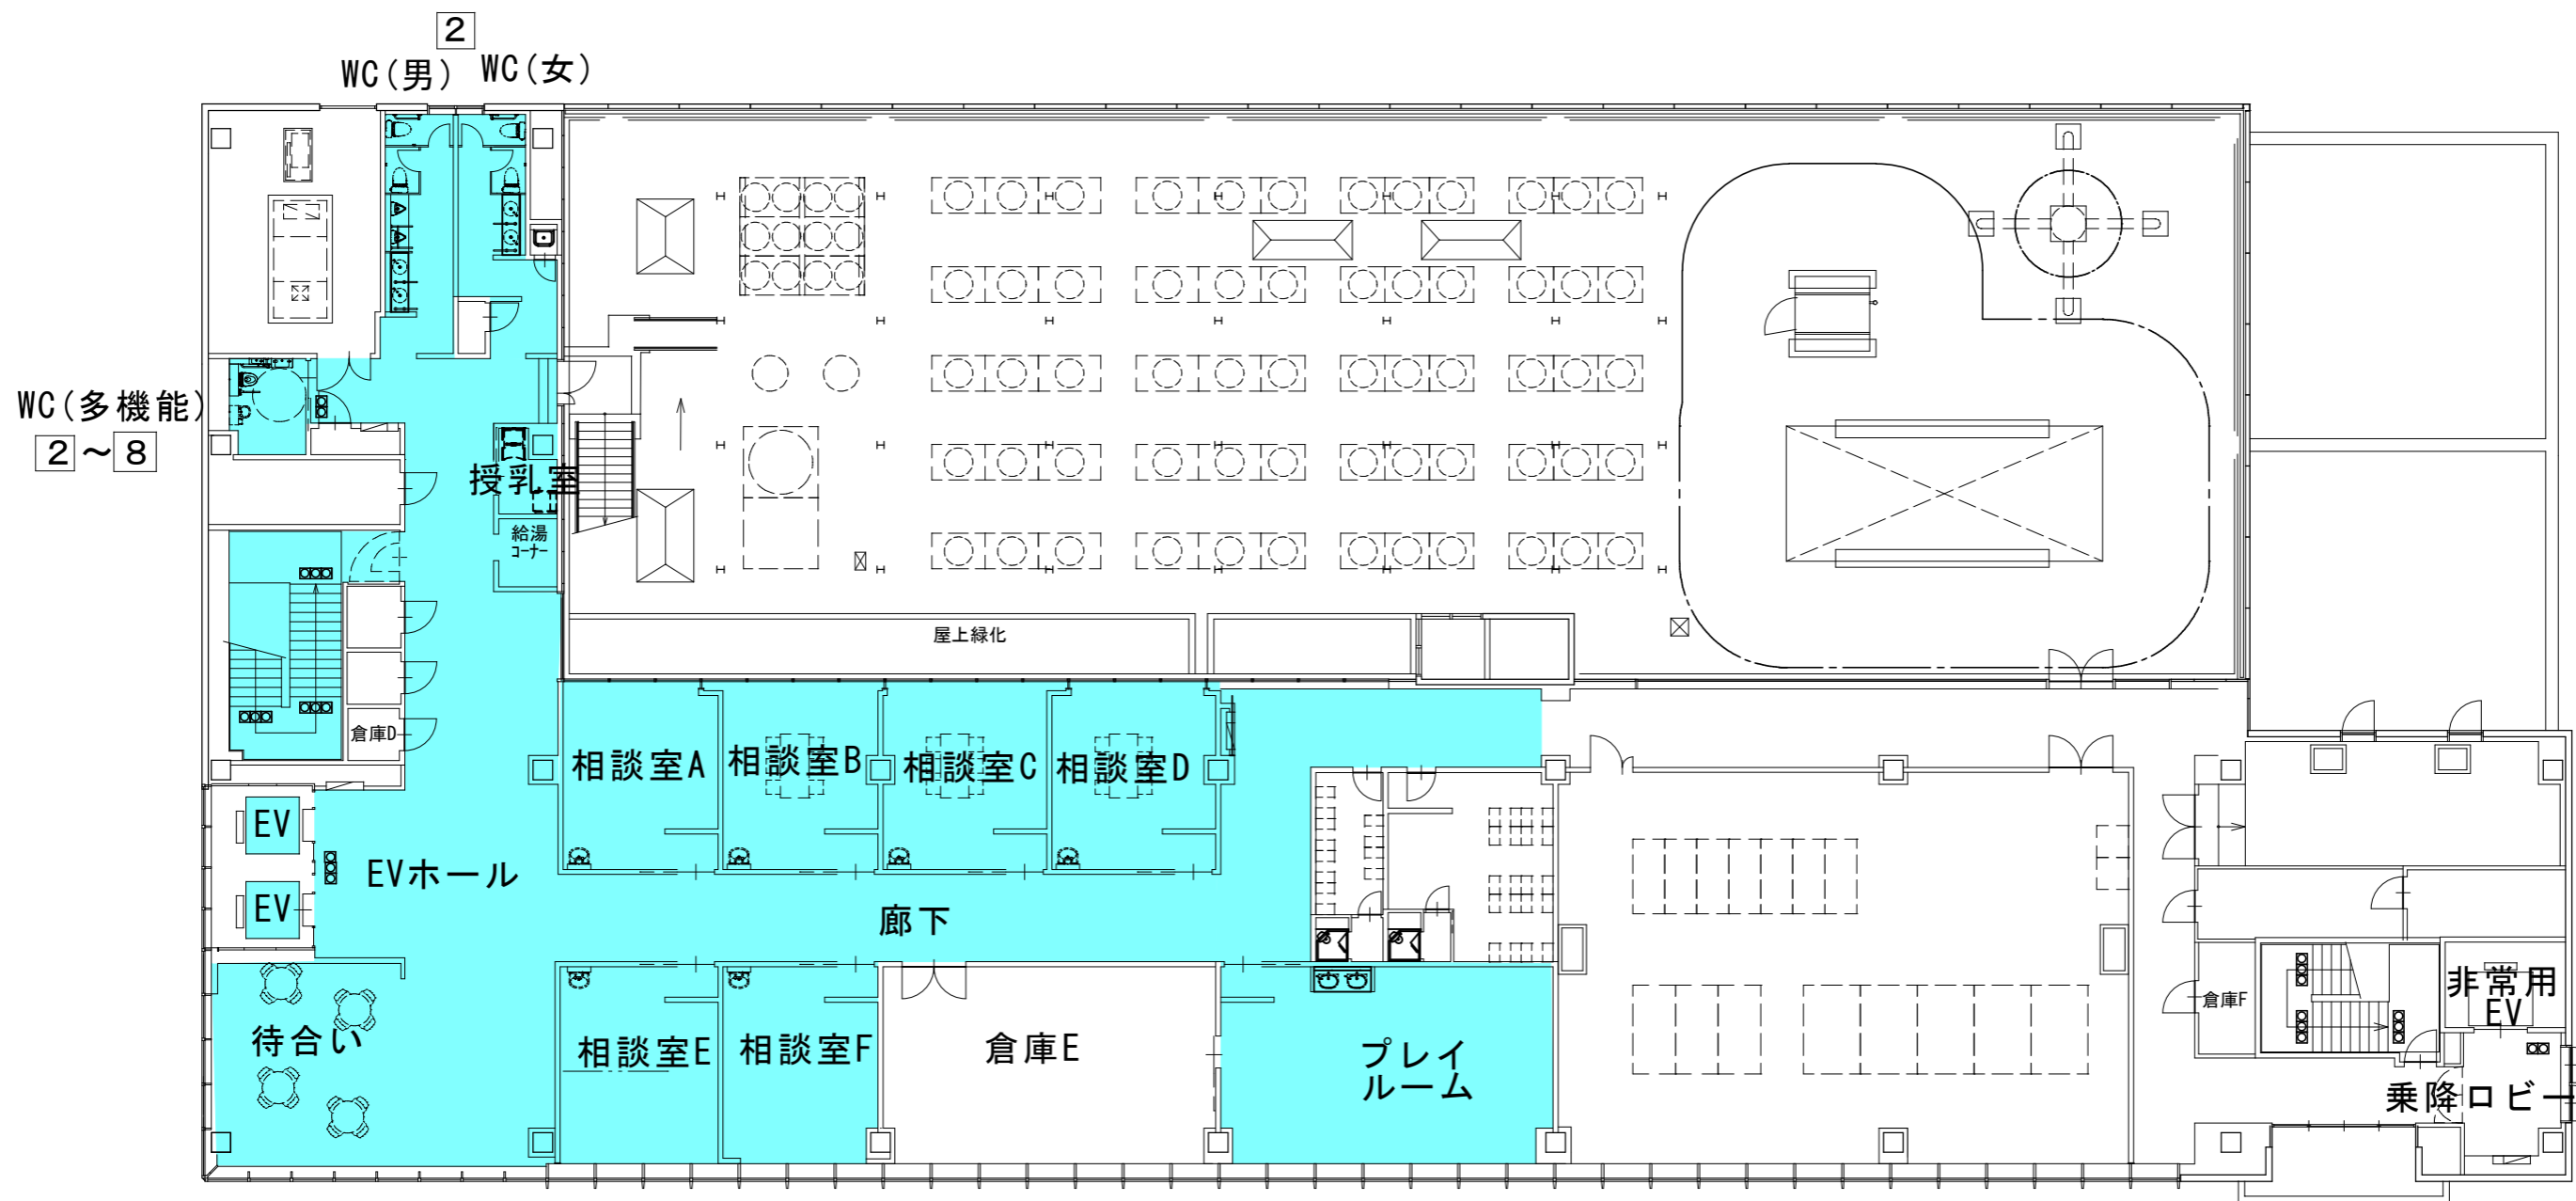 2
WC(男) WC(女)
WC(多機能)
2～8
授乳室
給湯
コーナー
屋上緑化
倉庫D
相談室A
相談室B
相談室C
相談室D
EV
EVホール
EV
廊下
待合い
相談室E
相談室F
倉庫E
プレイ
ルーム
倉庫F
非常用
EV
乗降ロビー